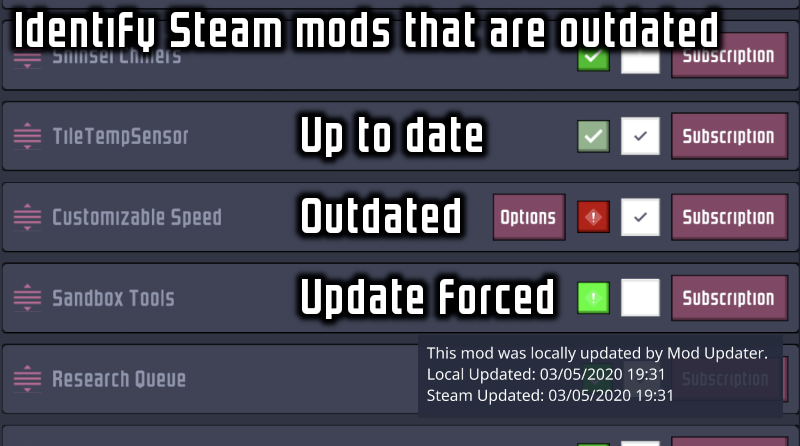 Identify Steam mods that are outdated
Subscription
TileTempSensor
Up to date
Subscription
Customizable Speed
Outdated
Options
Subscription
Sandbox Tools
Update Forced
Subscription
This mod was locally updated by Mod Updater.
Research Queue
Local Updated: 03/05/2020 19:31
Subscription
Steam Updated: 03/05/2020 19:31